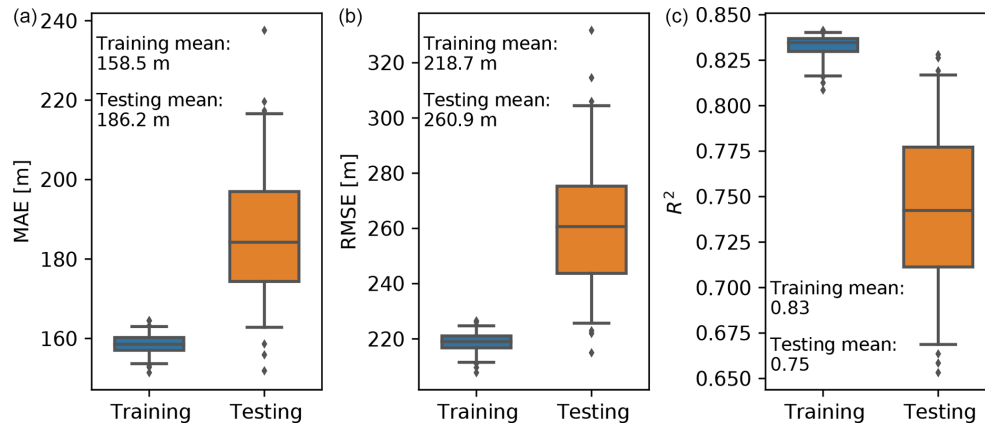 (a)
240
220
200
180
160
MAE [m]
Training mean:
158.5 m
Testing mean:
186.2 m
Training
Testing
(b)
320
300
280
260
240
220
RMSE [m]
Training mean:
218.7 m
Testing mean:
260.9 m
Training
Testing
(c)
0.850
0.825
0.800
0.775
0.750
0.725
0.700
0.675
0.650
R²
Training mean:
0.83
Testing mean:
0.75
Training
Testing